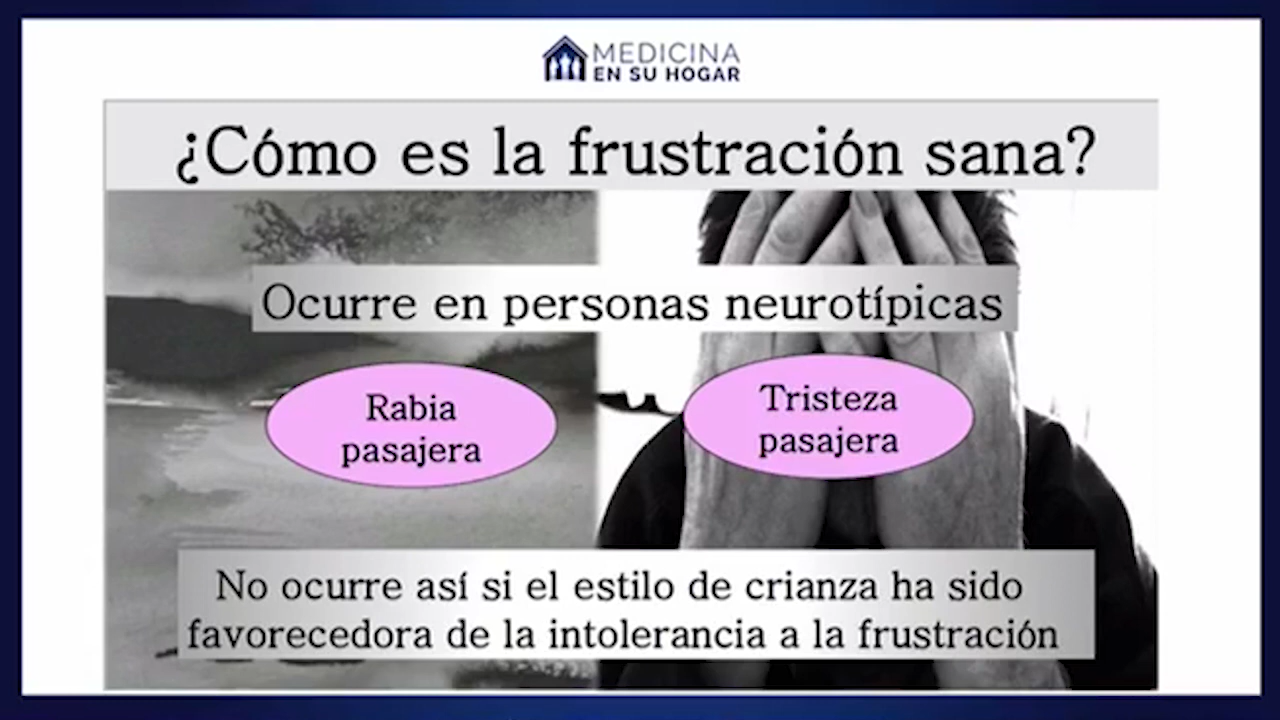 MEDICINA
EN SU HOGAR
¿Cómo es la frustración sana?
Ocurre en personas neurotípicas
Rabia
pasajera
Tristeza
pasajera
No ocurre así si el estilo de crianza ha sido
favorecedora de la intolerancia a la frustración